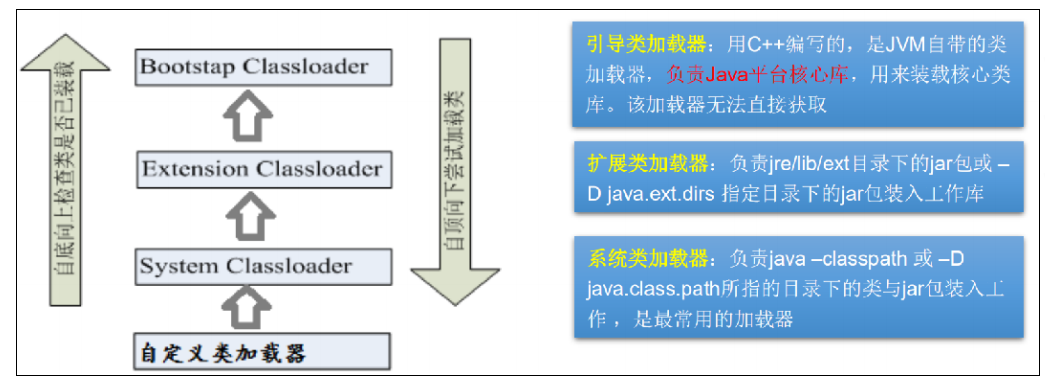 自底向上检查类是否已装载
Bootstap Classloader
Extension Classloader
System Classloader
自定义类加载器
自顶向下尝试加载类
引导类加载器：用C++编写的，是JVM自带的类
加载器，负责Java平台核心库，用来装载核心类
库。该加载器无法直接获取
扩展类加载器：负责jre/lib/ext目录下的jar包或 –
D java.ext.dirs 指定目录下的jar包装入工作库
系统类加载器：负责java –classpath 或 –D
java.class.path所指的目录下的类与jar包装入工
作 ，是最常用的加载器